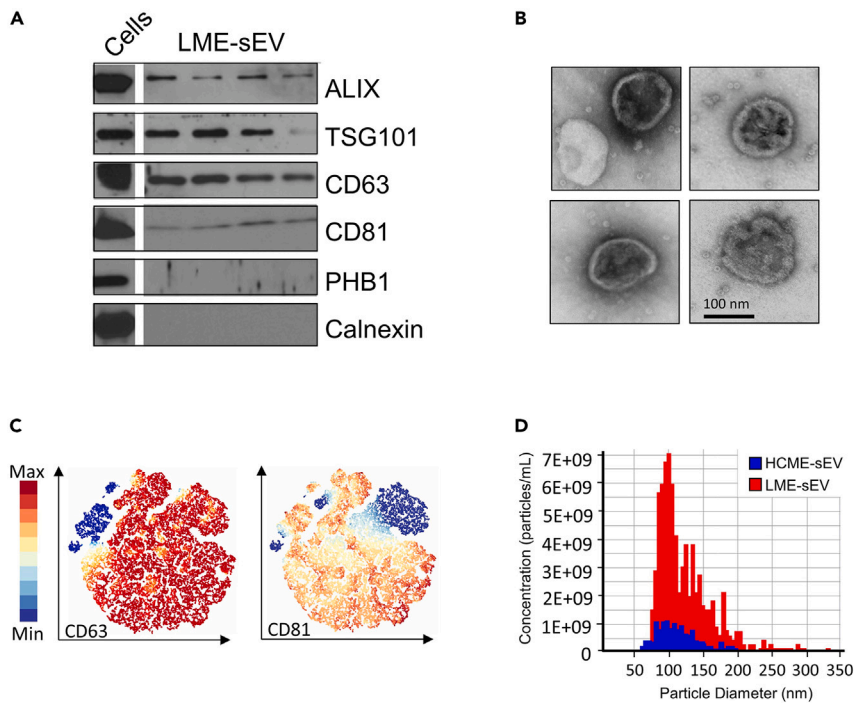 A
Cells
LME-sEV
ALIX
TSG101
CD63
CD81
PHB1
Calnexin
B
100 nm
C
Max
Min
CD63
CD81
D
Concentration (particles/mL)
7E+09
6E+09
5E+09
4E+09
3E+09
2E+09
1E+09
0
HCME-sEV
LME-sEV
50 100 150 200 250 300 350
Particle Diameter (nm)